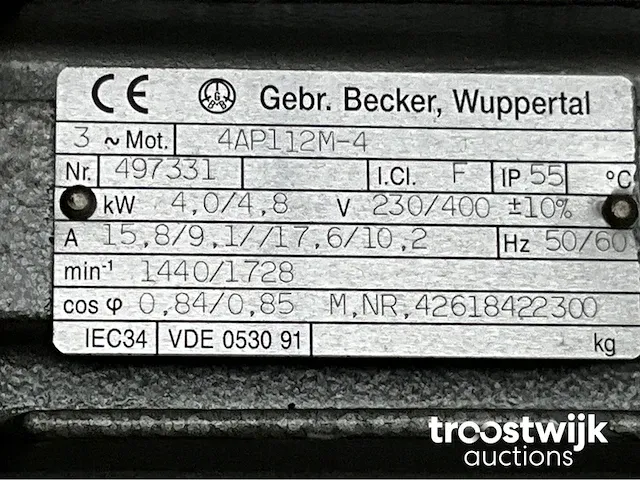 CE Gebr. Becker, Wuppertal
3 ~ Mot. 4AP112M-4
Nr. 497331 I.Cl. F IP 55 °C
kW 4,0/4,8 V 230/400 ±10%
A 15,8/9,1//17,6/10,2 Hz 50/60
min⁻¹ 1440/1728
cos φ 0,84/0,85 M.NR.42618422300
IEC34 VDE 0530 91 kg
troostwijk
auctions